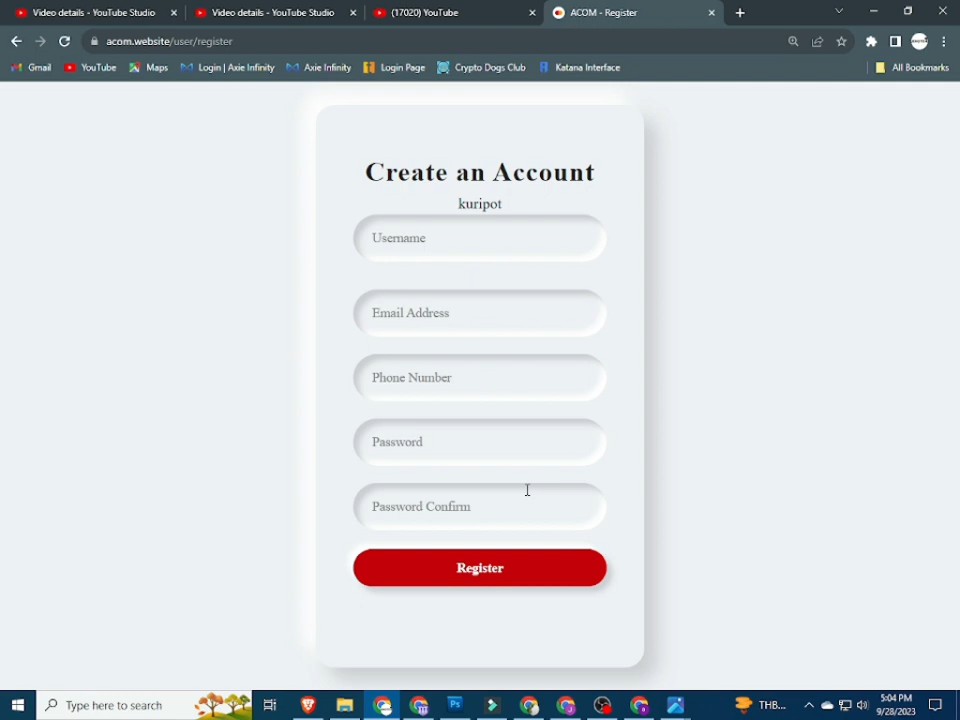 Video details - YouTube Studio
Video details - YouTube Studio
(17020) YouTube
ACOM - Register
acom.website/user/register
Gmail
YouTube
Maps
Login | Axie Infinity
Axie Infinity
Login Page
Crypto Dogs Club
Katana Interface
All Bookmarks
Create an Account
kuripot
Username
Email Address
Phone Number
Password
Password Confirm
Register
Type here to search
Ps
THB...
5:04 PM
9/28/2023